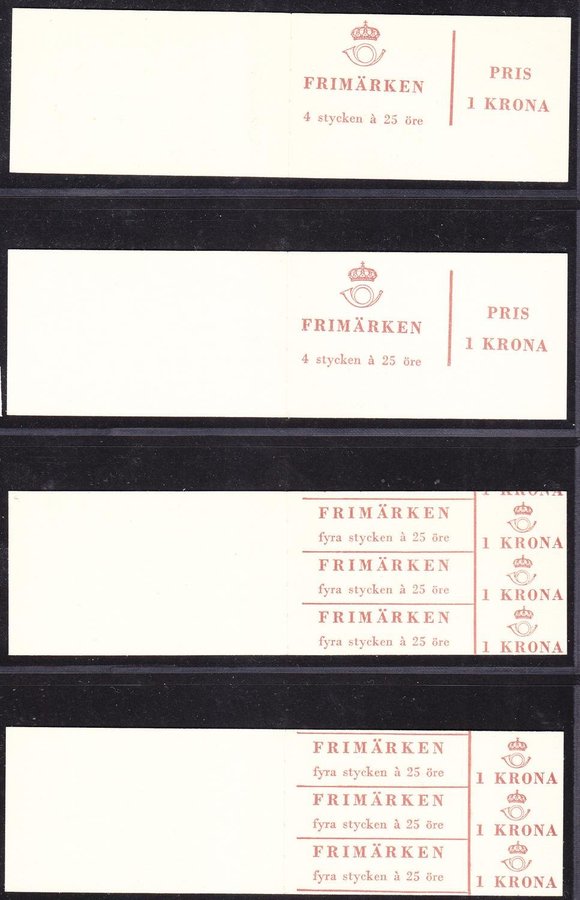 FRIMÄRKEN
4 stycken à 25 öre
PRIS
1 KRONA
FRIMÄRKEN
4 stycken à 25 öre
PRIS
1 KRONA
1 KRONA
FRIMÄRKEN
fyra stycken à 25 öre
1 KRONA
FRIMÄRKEN
fyra stycken à 25 öre
1 KRONA
FRIMÄRKEN
fyra stycken à 25 öre
1 KRONA
FRIMÄRKEN
fyra stycken à 25 öre
1 KRONA
FRIMÄRKEN
fyra stycken à 25 öre
1 KRONA
FRIMÄRKEN
fyra stycken à 25 öre
1 KRONA